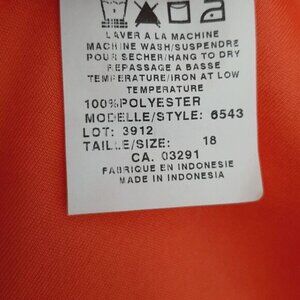 LAVER A LA MACHINE
MACHINE WASH/SUSPENDRE
POUR SECHER/HANG TO DRY
REPASSAGE A BASSE
TEMPERATURE/IRON AT LOW
TEMPERATURE
100%POLYESTER
MODELLE/STYLE: 6543
LOT: 3912
TAILLE/SIZE: 18
CA. 03291
FABRIQUE EN INDONESIE
MADE IN INDONESIA